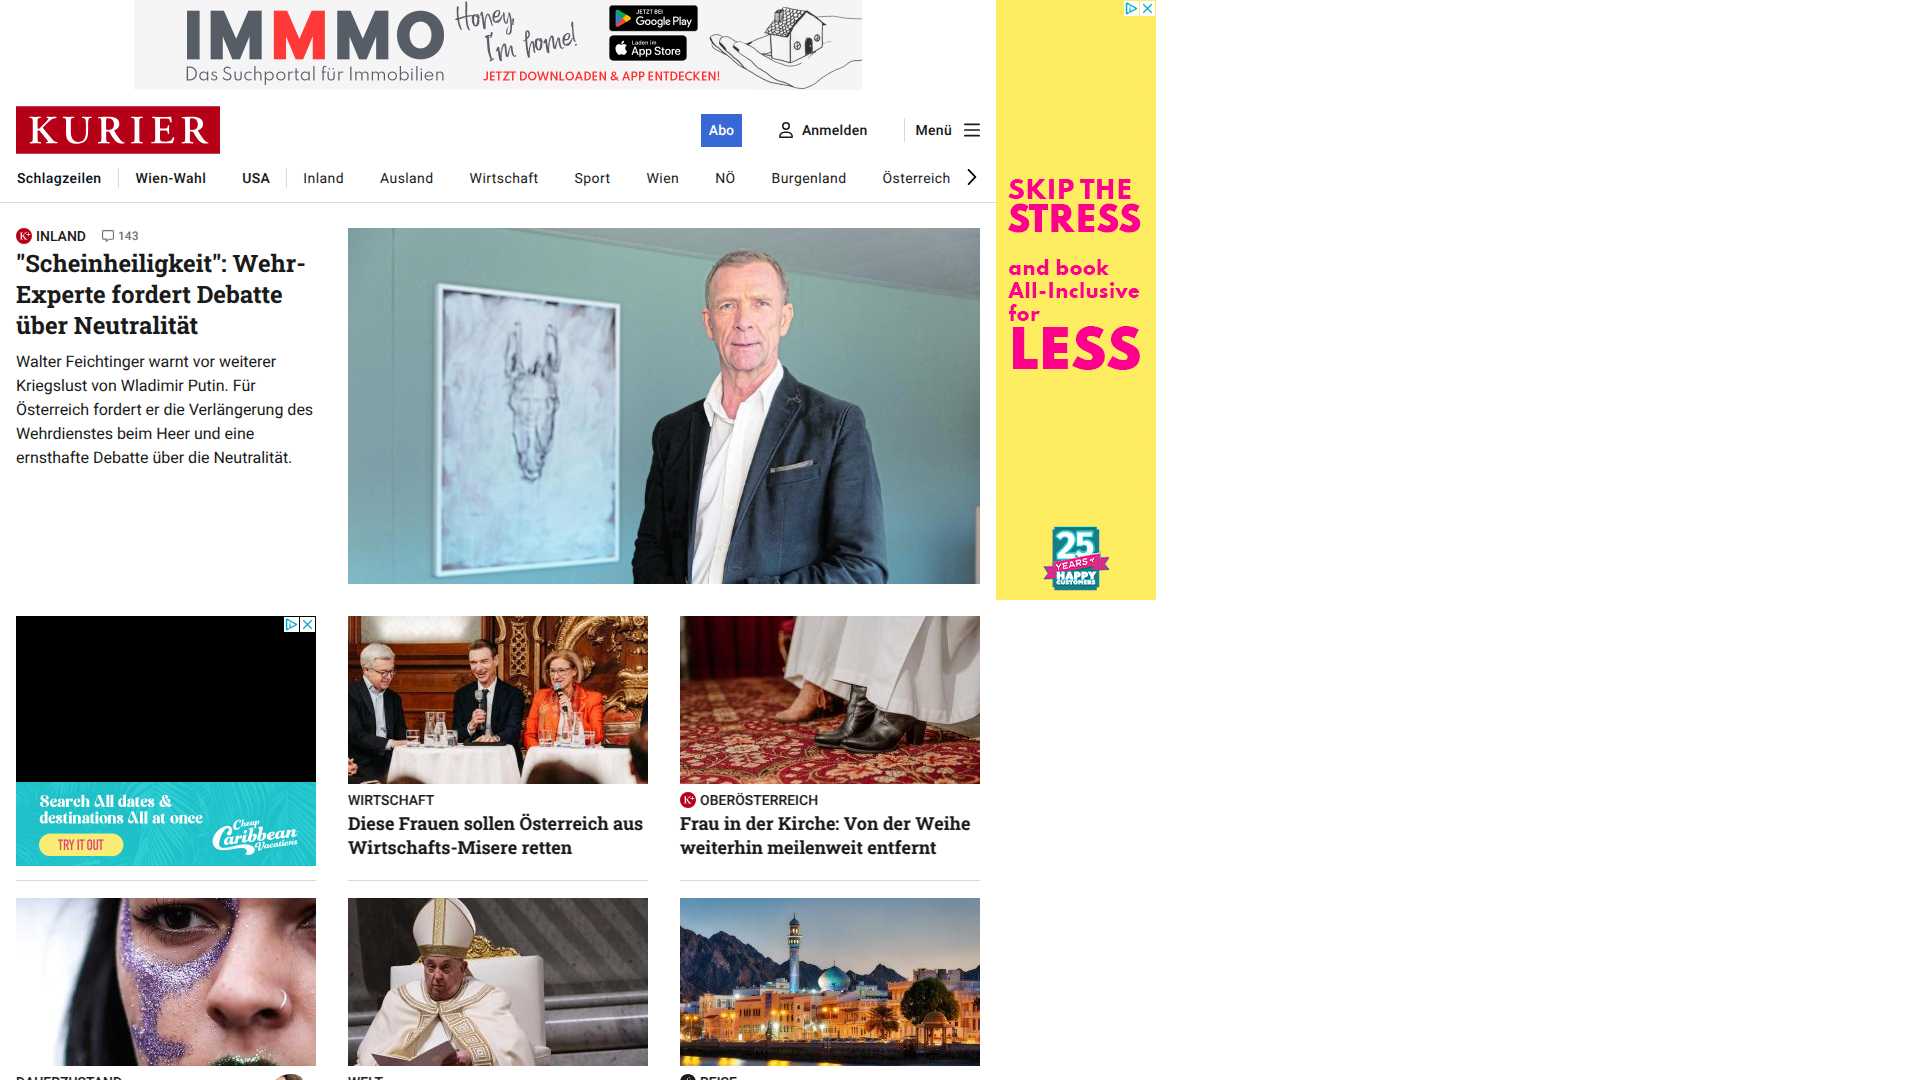 IMMMO
Das Suchportal für Immobilien
Honey,
I'm home!
JETZT BEI
Google Play
Laden im
App Store
JETZT DOWNLOADEN & APP ENTDECKEN!
KURIER
Abo
Anmelden
Menü
Schlagzeilen
Wien-Wahl
USA
Inland
Ausland
Wirtschaft
Sport
Wien
NÖ
Burgenland
Österreich
K+ INLAND 143
"Scheinheiligkeit": Wehr-
Experte fordert Debatte
über Neutralität
Walter Feichtinger warnt vor weiterer
Kriegslust von Wladimir Putin. Für
Österreich fordert er die Verlängerung des
Wehrdienstes beim Heer und eine
ernsthafte Debatte über die Neutralität.
SKIP THE
STRESS
and book
All-Inclusive
for
LESS
25
YEARS
HAPPY
CUSTOMERS
Search All dates &
destinations All at once
TRY IT OUT
Cheap
Caribbean
Vacations
WIRTSCHAFT
Diese Frauen sollen Österreich aus
Wirtschafts-Misere retten
K+ OBERÖSTERREICH
Frau in der Kirche: Von der Weihe
weiterhin meilenweit entfernt
DAUERZUSTAND
WELT
REISE